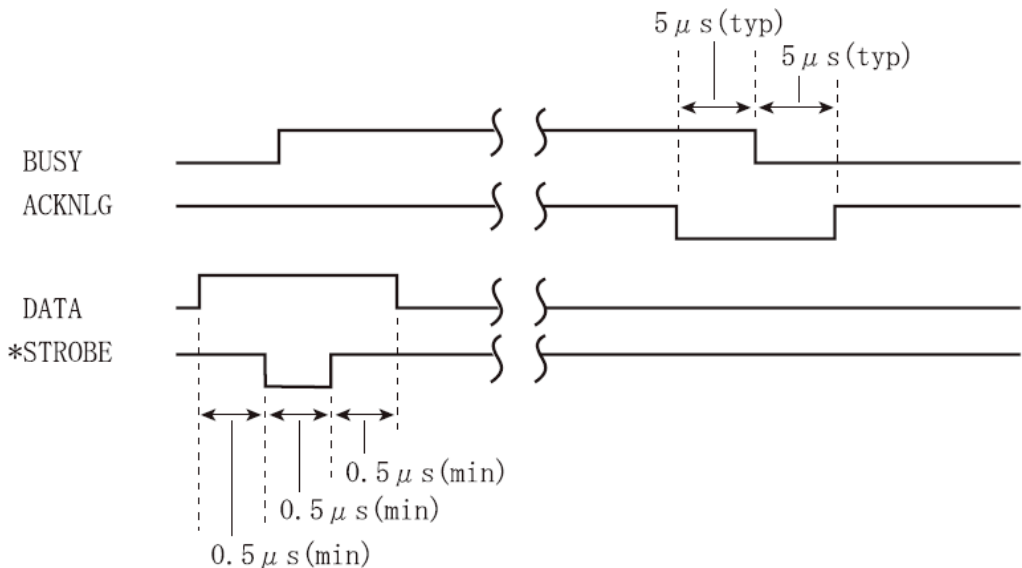 5μs(typ)
5μs(typ)
BUSY
ACKNLG
DATA
*STROBE
0.5μs(min)
0.5μs(min)
0.5μs(min)